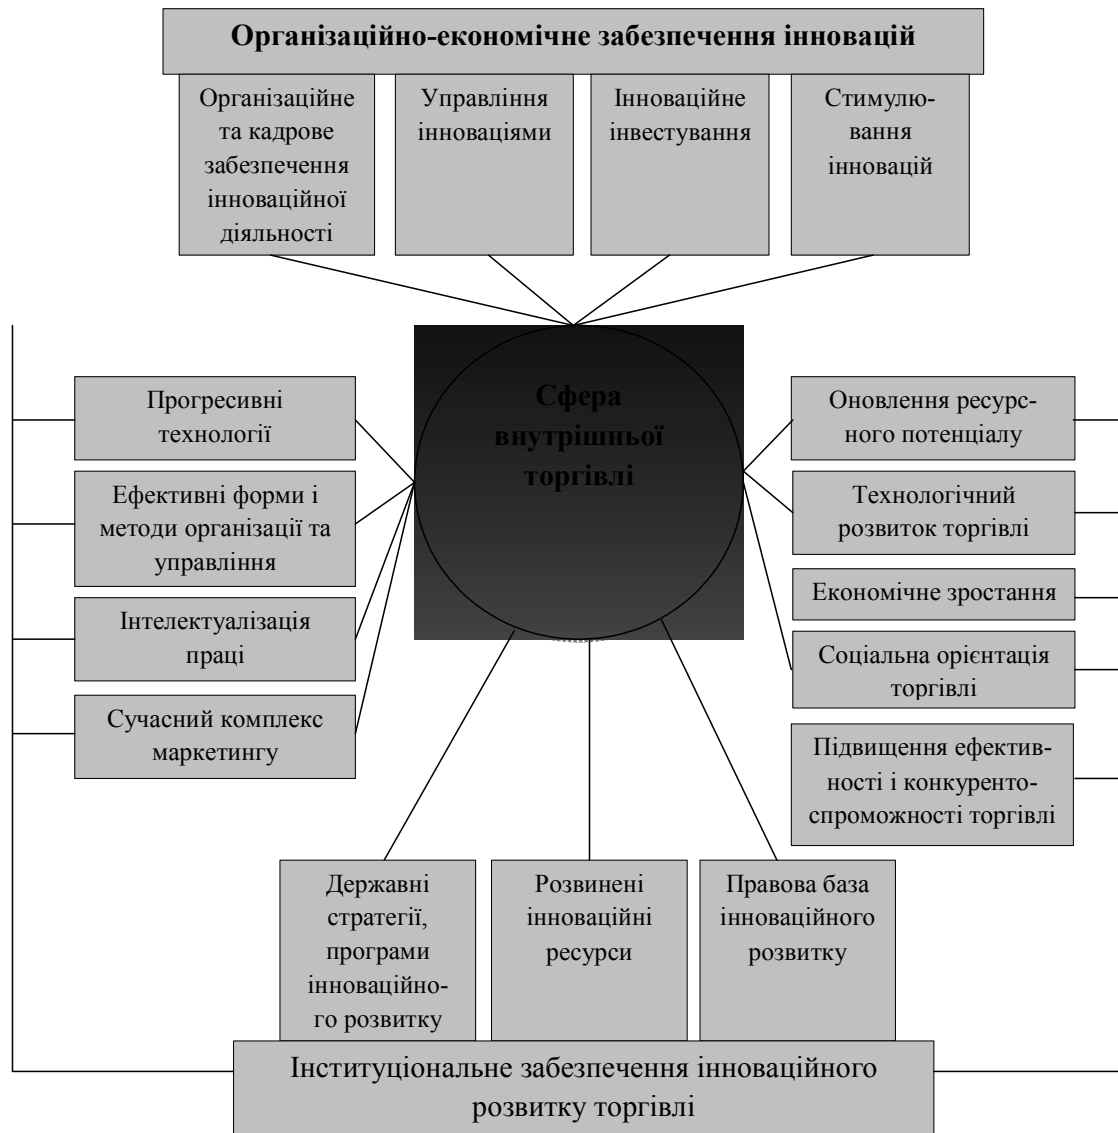 Організаційно-економічне забезпечення інновацій
Організаційне
та кадрове
забезпечення
інноваційної
діяльності
Управління
інноваціями
Інноваційне
інвестування
Стимулю-
вання
інновацій
Сфера
внутрішньої
торгівлі
Прогресивні
технології
Ефективні форми і
методи організації та
управління
Інтелектуалізація
праці
Сучасний комплекс
маркетингу
Оновлення ресурс-
ного потенціалу
Технологічний
розвиток торгівлі
Економічне зростання
Соціальна орієнтація
торгівлі
Підвищення ефектив-
ності і конкуренто-
спроможності торгівлі
Державні
стратегії,
програми
інноваційно-
го розвитку
Розвинені
інноваційні
ресурси
Правова база
інноваційного
розвитку
Інституціональне забезпечення інноваційного
розвитку торгівлі